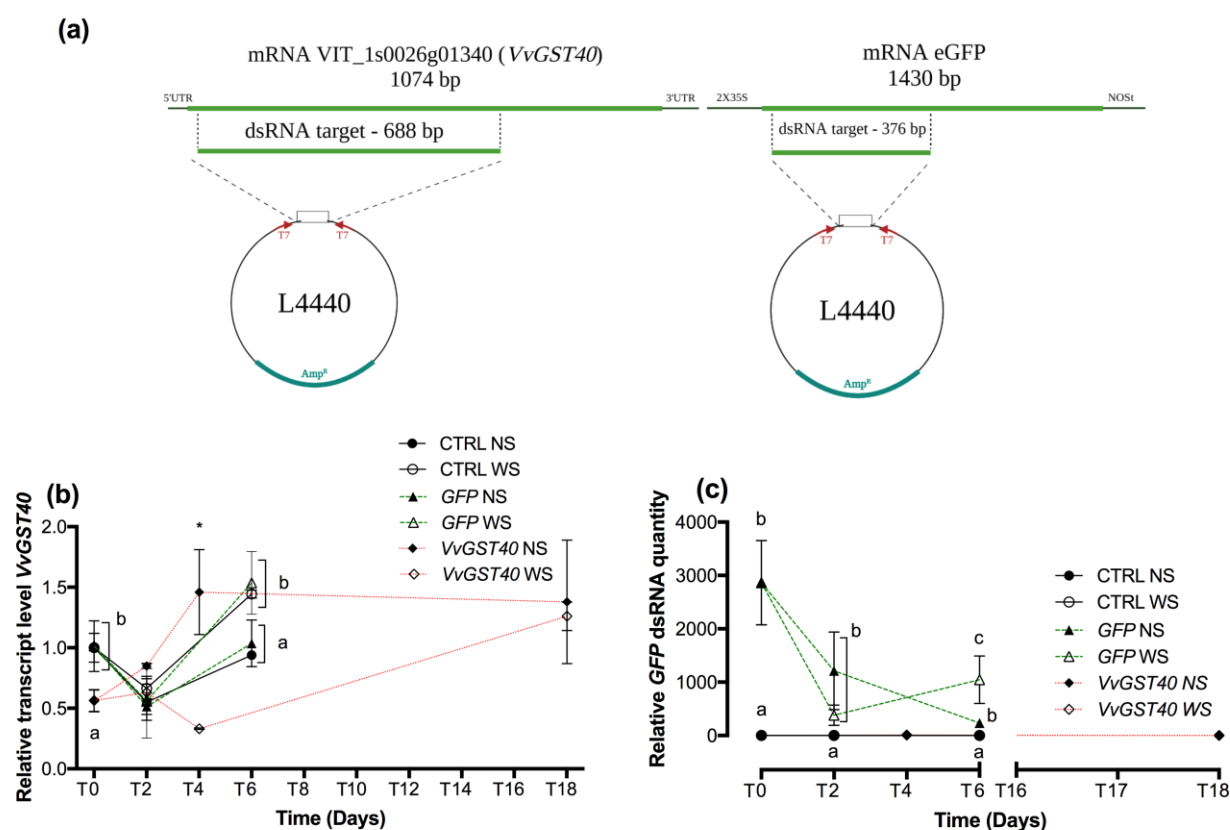 (a)
mRNA VIT_1s0026g01340 (VvGST40)
1074 bp
5'UTR
3'UTR
dsRNA target - 688 bp
T7
T7
L4440
Amp^R
mRNA eGFP
1430 bp
2X35S
NOSt
dsRNA target - 376 bp
T7
T7
L4440
Amp^R
(b)
CTRL NS
CTRL WS
GFP NS
GFP WS
VvGST40 NS
VvGST40 WS
Relative transcript level VvGST40
2.0
1.5
1.0
0.5
0.0
b
a
*
b
a
T0
T2
T4
T6
T8
T10
T12
T14
T16
T18
Time (Days)
(c)
Relative GFP dsRNA quantity
4000
3000
2000
1000
0
b
a
b
a
c
b
a
CTRL NS
CTRL WS
GFP NS
GFP WS
VvGST40 NS
VvGST40 WS
T0
T2
T4
T6
T16
T17
T18
Time (Days)